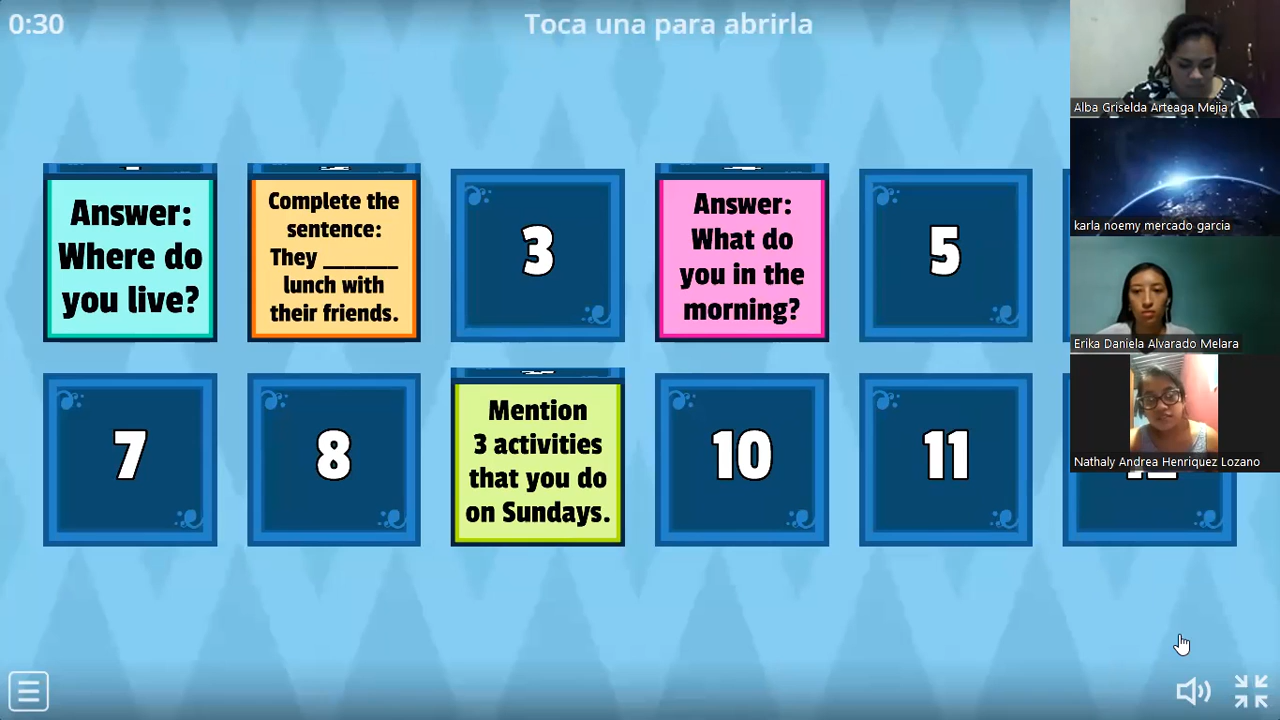 0:30
Toca una para abrirla
Answer:
Where do
you live?
Complete the
sentence:
They _______
lunch with
their friends.
3
Answer:
What do
you in the
morning?
5
7
8
Mention
3 activities
that you do
on Sundays.
10
11
Alba Griselda Arteaga Mejia
karla noemy mercado garcia
Erika Daniela Alvarado Melara
Nathaly Andrea Henriquez Lozano